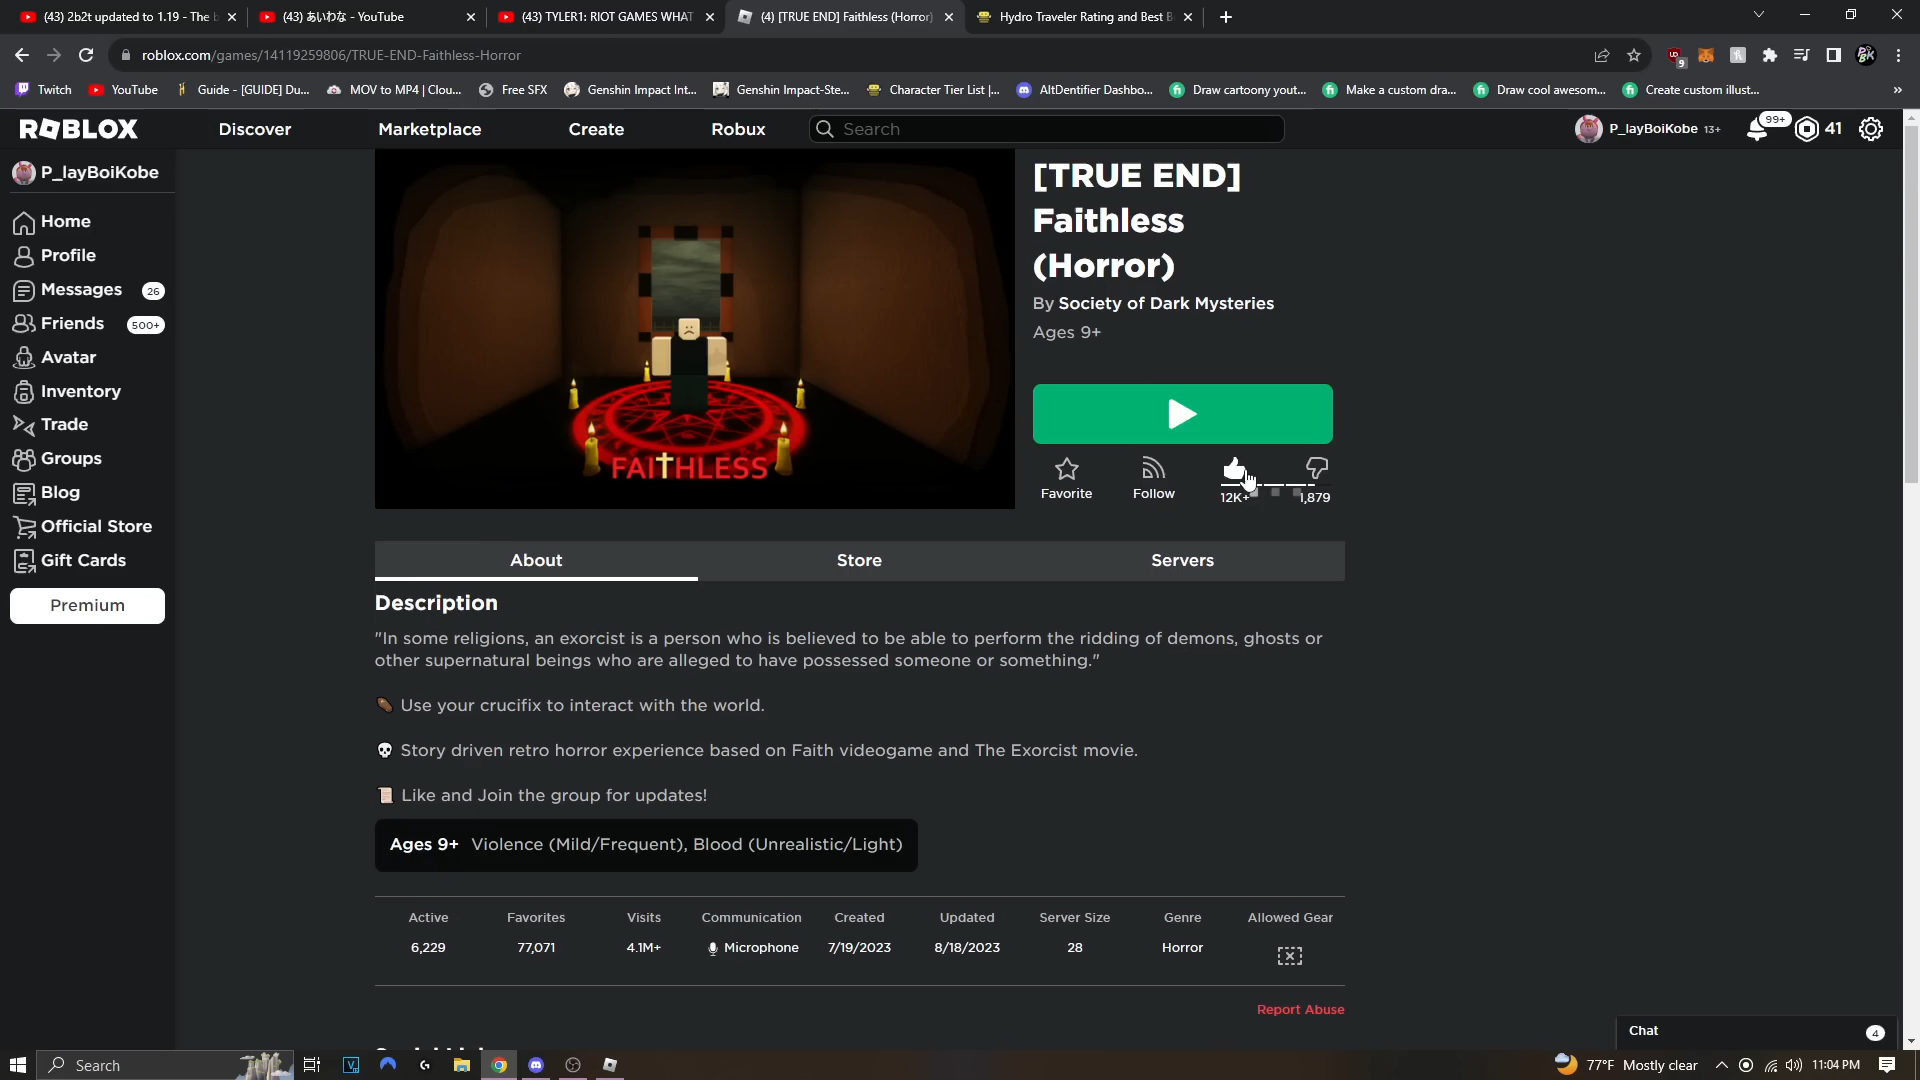 (43) 2b2t updated to 1.19 - The b
(43) あいわな - YouTube
(43) TYLER1: RIOT GAMES WHAT
(4) [TRUE END] Faithless (Horror)
Hydro Traveler Rating and Best B
roblox.com/games/14119259806/TRUE-END-Faithless-Horror
9
Twitch
YouTube
Guide - [GUIDE] Du...
MOV to MP4 | Clou...
Free SFX
Genshin Impact Int...
Genshin Impact-Ste...
Character Tier List |...
AltDentifier Dashbo...
Draw cartoony yout...
Make a custom dra...
Draw cool awesom...
Create custom illust...
ROBLOX
Discover
Marketplace
Create
Robux
Search
P_layBoiKobe 13+
99+
41
P_layBoiKobe
Home
Profile
Messages 26
Friends 500+
Avatar
Inventory
Trade
Groups
Blog
Official Store
Gift Cards
Premium
FAITHLESS
[TRUE END]
Faithless
(Horror)
By Society of Dark Mysteries
Ages 9+
Favorite
Follow
12K+
1,879
About
Store
Servers
Description
"In some religions, an exorcist is a person who is believed to be able to perform the ridding of demons, ghosts or
other supernatural beings who are alleged to have possessed someone or something."
Use your crucifix to interact with the world.
Story driven retro horror experience based on Faith videogame and The Exorcist movie.
Like and Join the group for updates!
Ages 9+ Violence (Mild/Frequent), Blood (Unrealistic/Light)
Active Favorites Visits Communication Created Updated Server Size Genre Allowed Gear
6,229 77,071 4.1M+ Microphone 7/19/2023 8/18/2023 28 Horror
Report Abuse
Chat 4
Search
77°F Mostly clear
11:04 PM